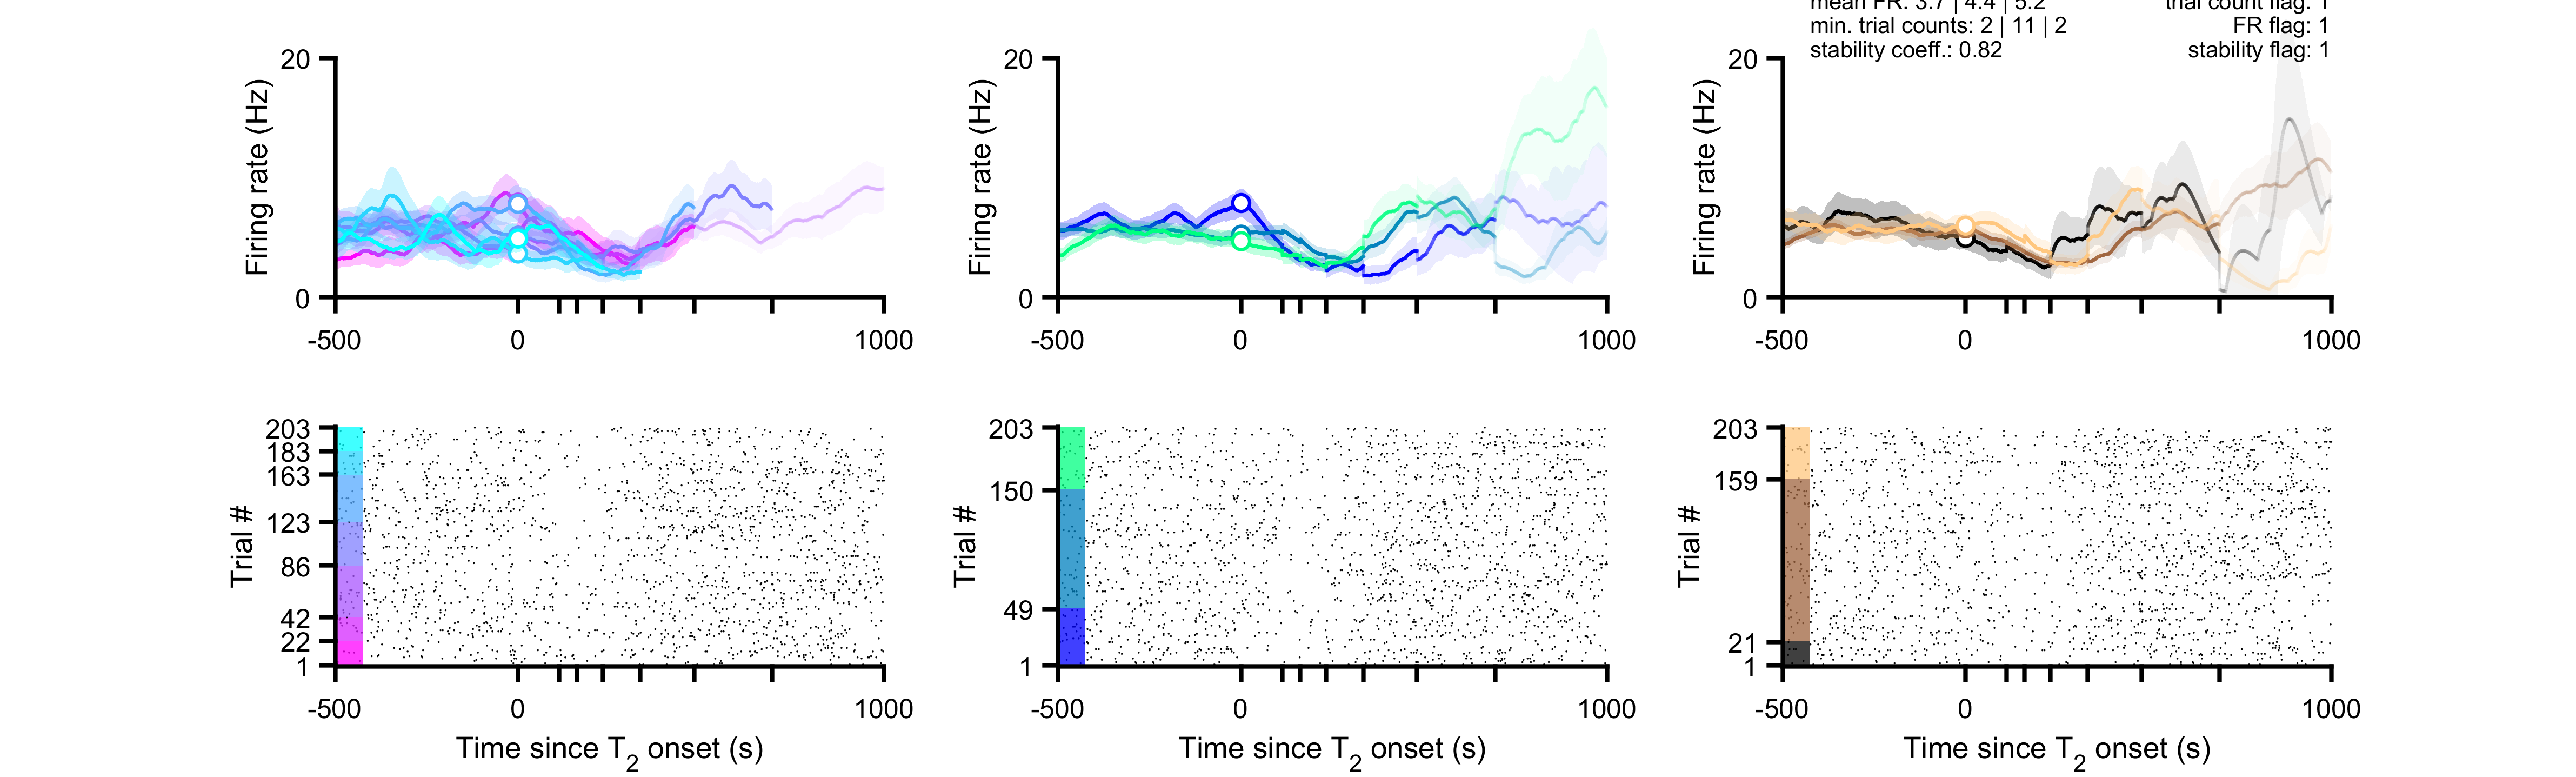 mean FR: 3.7 | 4.4 | 5.2
trial count flag: 1
min. trial counts: 2 | 11 | 2
FR flag: 1
stability coeff.: 0.82
stability flag: 1
20
Firing rate (Hz)
0
-500
0
1000
20
Firing rate (Hz)
0
-500
0
1000
20
Firing rate (Hz)
0
-500
0
1000
203
183
163
123
86
42
22
1
Trial #
-500
0
1000
Time since T2 onset (s)
203
150
49
1
Trial #
-500
0
1000
Time since T2 onset (s)
203
159
21
1
Trial #
-500
0
1000
Time since T2 onset (s)